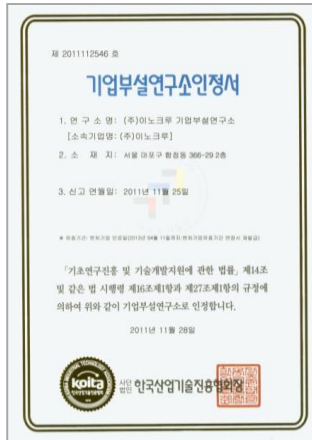 제 2011112546 호
기업부설연구소인정서
1. 연 구 소 명: (주)이노크루 기업부설연구소
[소속기업명: (주)이노크루]
2. 소 재 지: 서울 마포구 합정동 366-29 2층
3. 신고 연월일: 2011년 11월 25일
「기초연구진흥 및 기술개발지원에 관한 법률」 제14조
및 같은 법 시행령 제16조제1항과 제27조제1항의 규정에
의하여 위와 같이 기업부설연구소로 인정합니다.
2011년 11월 28일
koita
사단
법인 한국산업기술진흥협회장